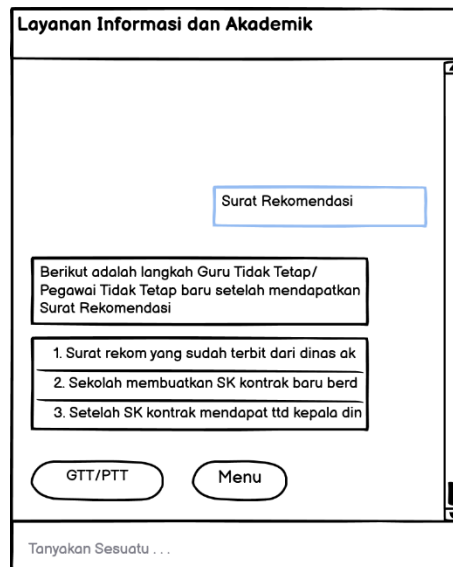 Layanan Informasi dan Akademik
Surat Rekomendasi
Berikut adalah langkah Guru Tidak Tetap/
Pegawai Tidak Tetap baru setelah mendapatkan
Surat Rekomendasi
1. Surat rekom yang sudah terbit dari dinas ak
2. Sekolah membuatkan SK kontrak baru berd
3. Setelah SK kontrak mendapat ttd kepala din
GTT/PTT
Menu
Tanyakan Sesuatu . . .